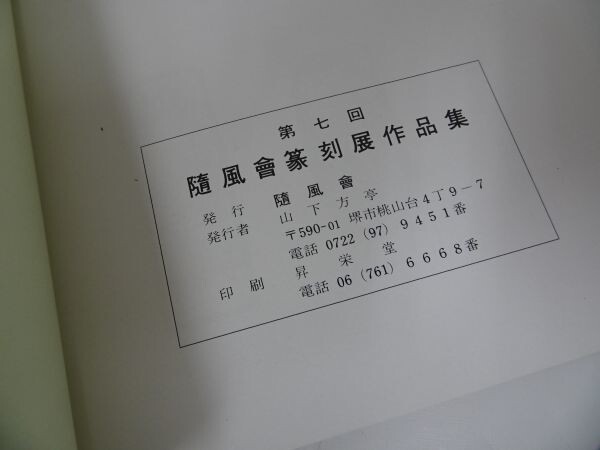 第七回
隨風會篆刻展作品集
発行 隨風會
発行者 山下方亭
〒590-01 堺市桃山台4丁9-7
電話 0722 (97) 9451番
印刷 昇栄堂
電話 06 (761) 6668番